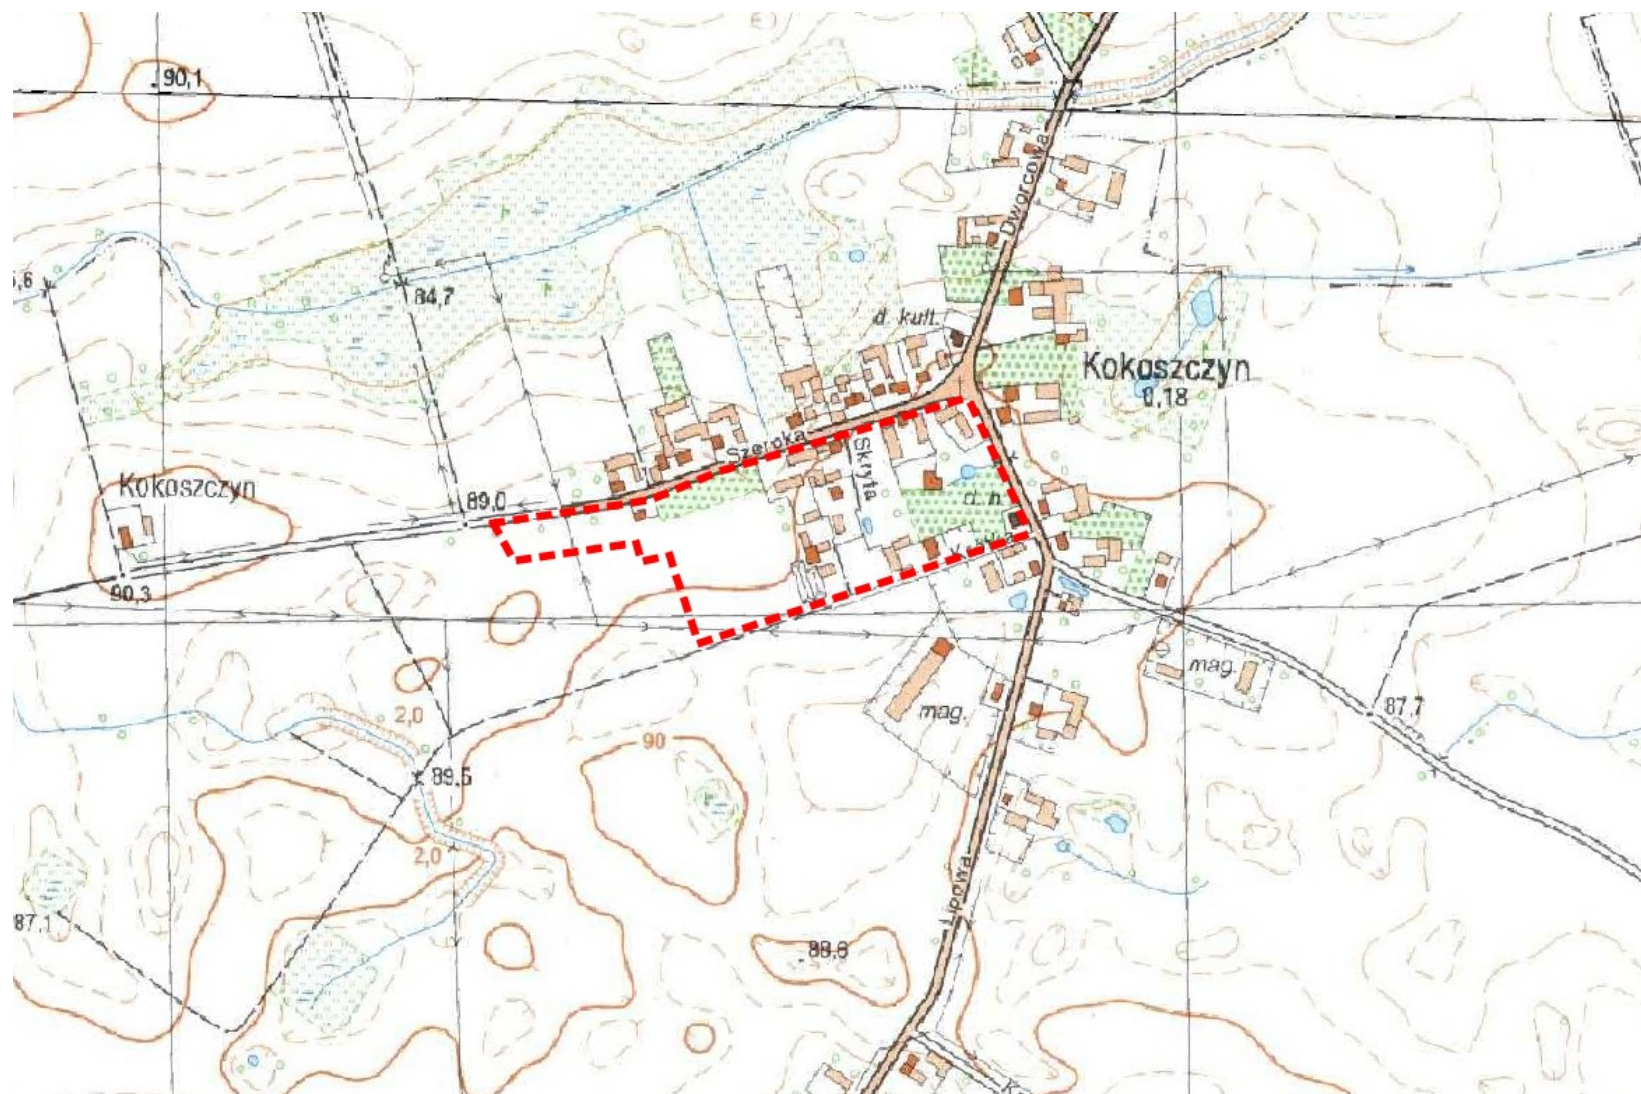 90,1
Dworcowa
84,7
d. kult.
Kokoszczyn
0,18
Szeroka
Skryta
Kokoszczyn
89,0
d. n.
90,3
mag.
mag.
87,7
2,0
90
89,5
2,0
Lipowa
87,1
88,8